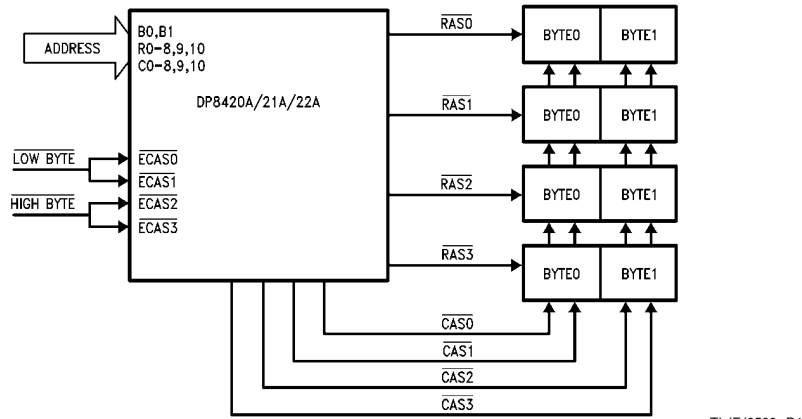 ADDRESS
B0,B1
R0-8,9,10
C0-8,9,10
DP8420A/21A/22A
LOW BYTE
HIGH BYTE
ECAS0
ECAS1
ECAS2
ECAS3
RAS0
BYTE0 BYTE1
RAS1
BYTE0 BYTE1
RAS2
BYTE0 BYTE1
RAS3
BYTE0 BYTE1
CAS0
CAS1
CAS2
CAS3